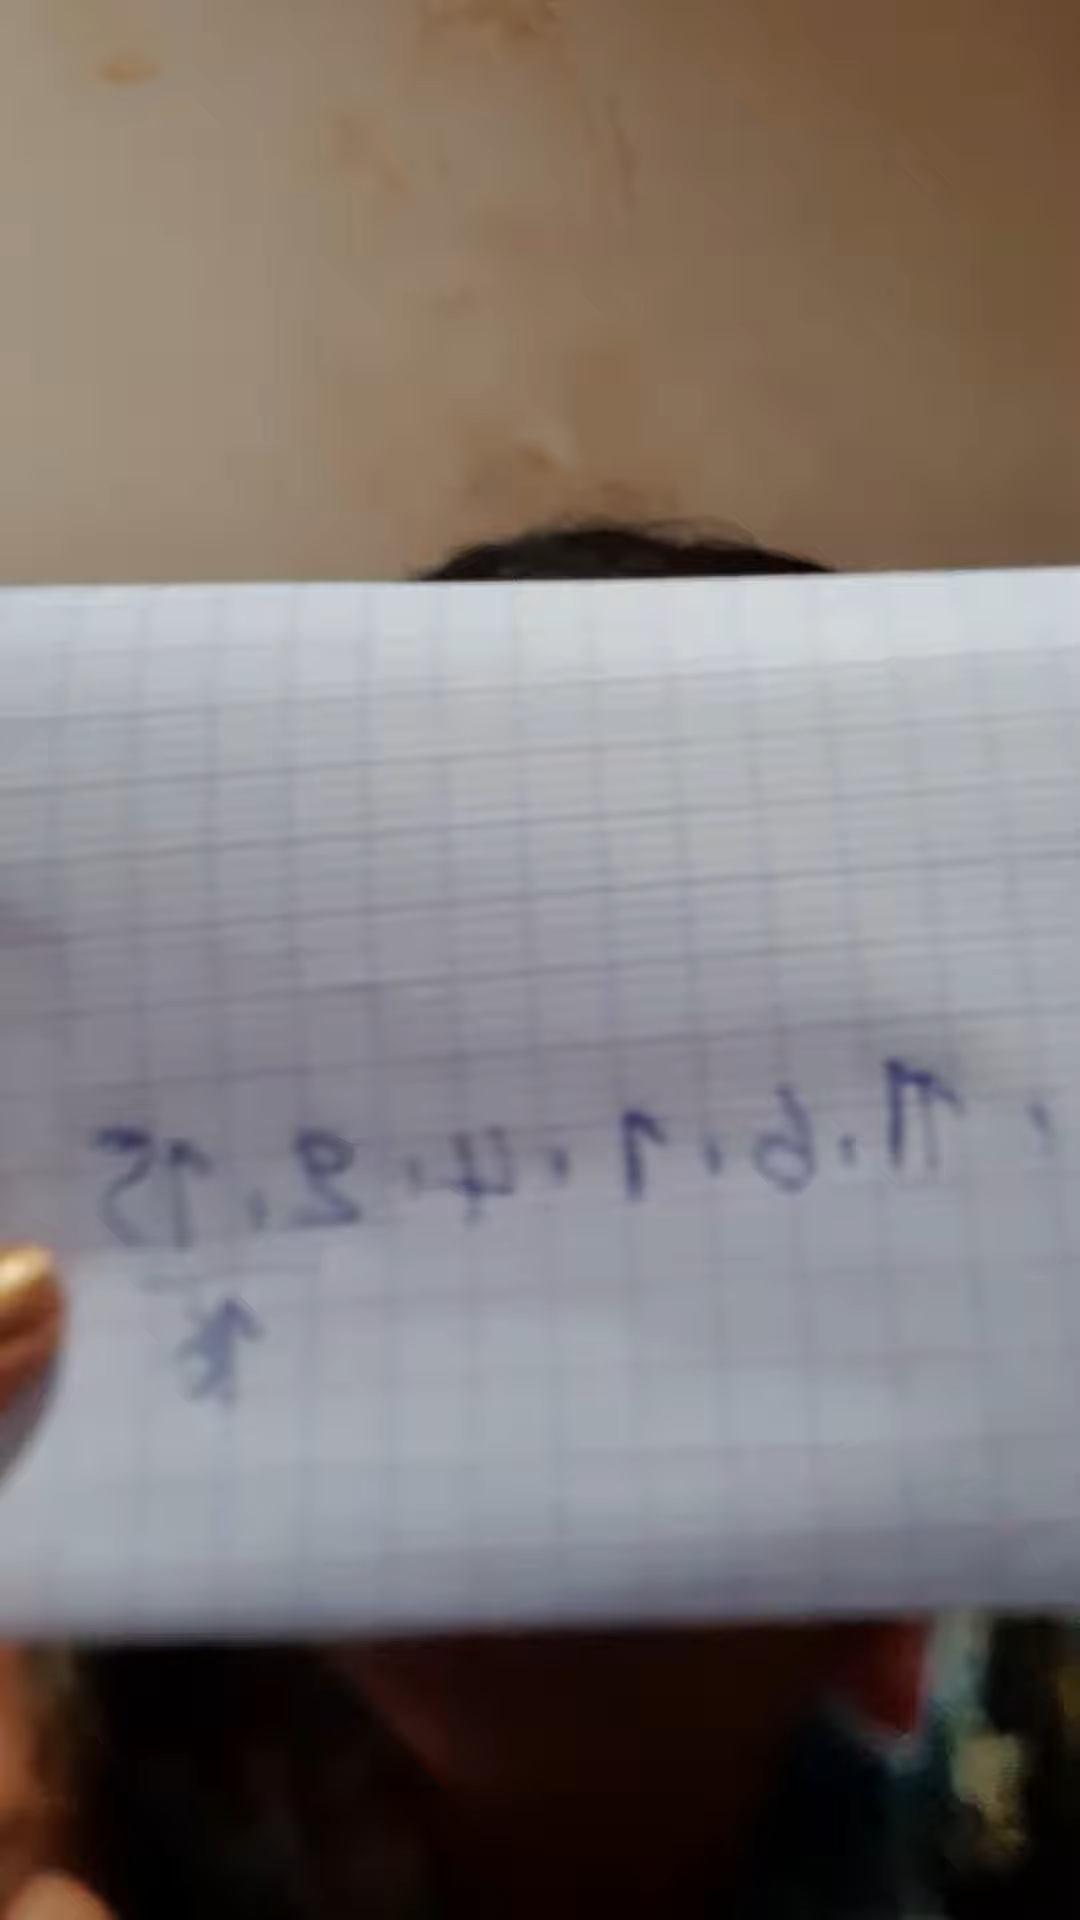 . 11 . 6 . 1 . 4 . 2 . 15